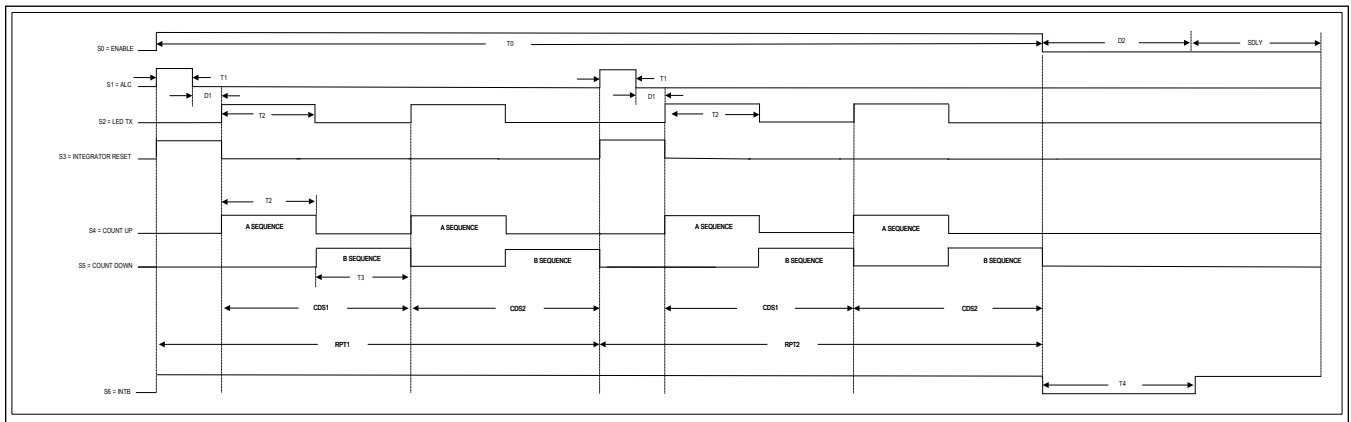 S0 = ENABLE
T0
D2
SDLY
S1 = ALC
T1
T1
D1
D1
S2 = LED TX
T2
T2
S3 = INTEGRATOR RESET
T2
S4 = COUNT UP
A SEQUENCE
A SEQUENCE
A SEQUENCE
A SEQUENCE
S5 = COUNT DOWN
B SEQUENCE
B SEQUENCE
B SEQUENCE
B SEQUENCE
T3
CDS1
CDS2
CDS1
CDS2
RPT1
RPT2
S6 = INTB
T4